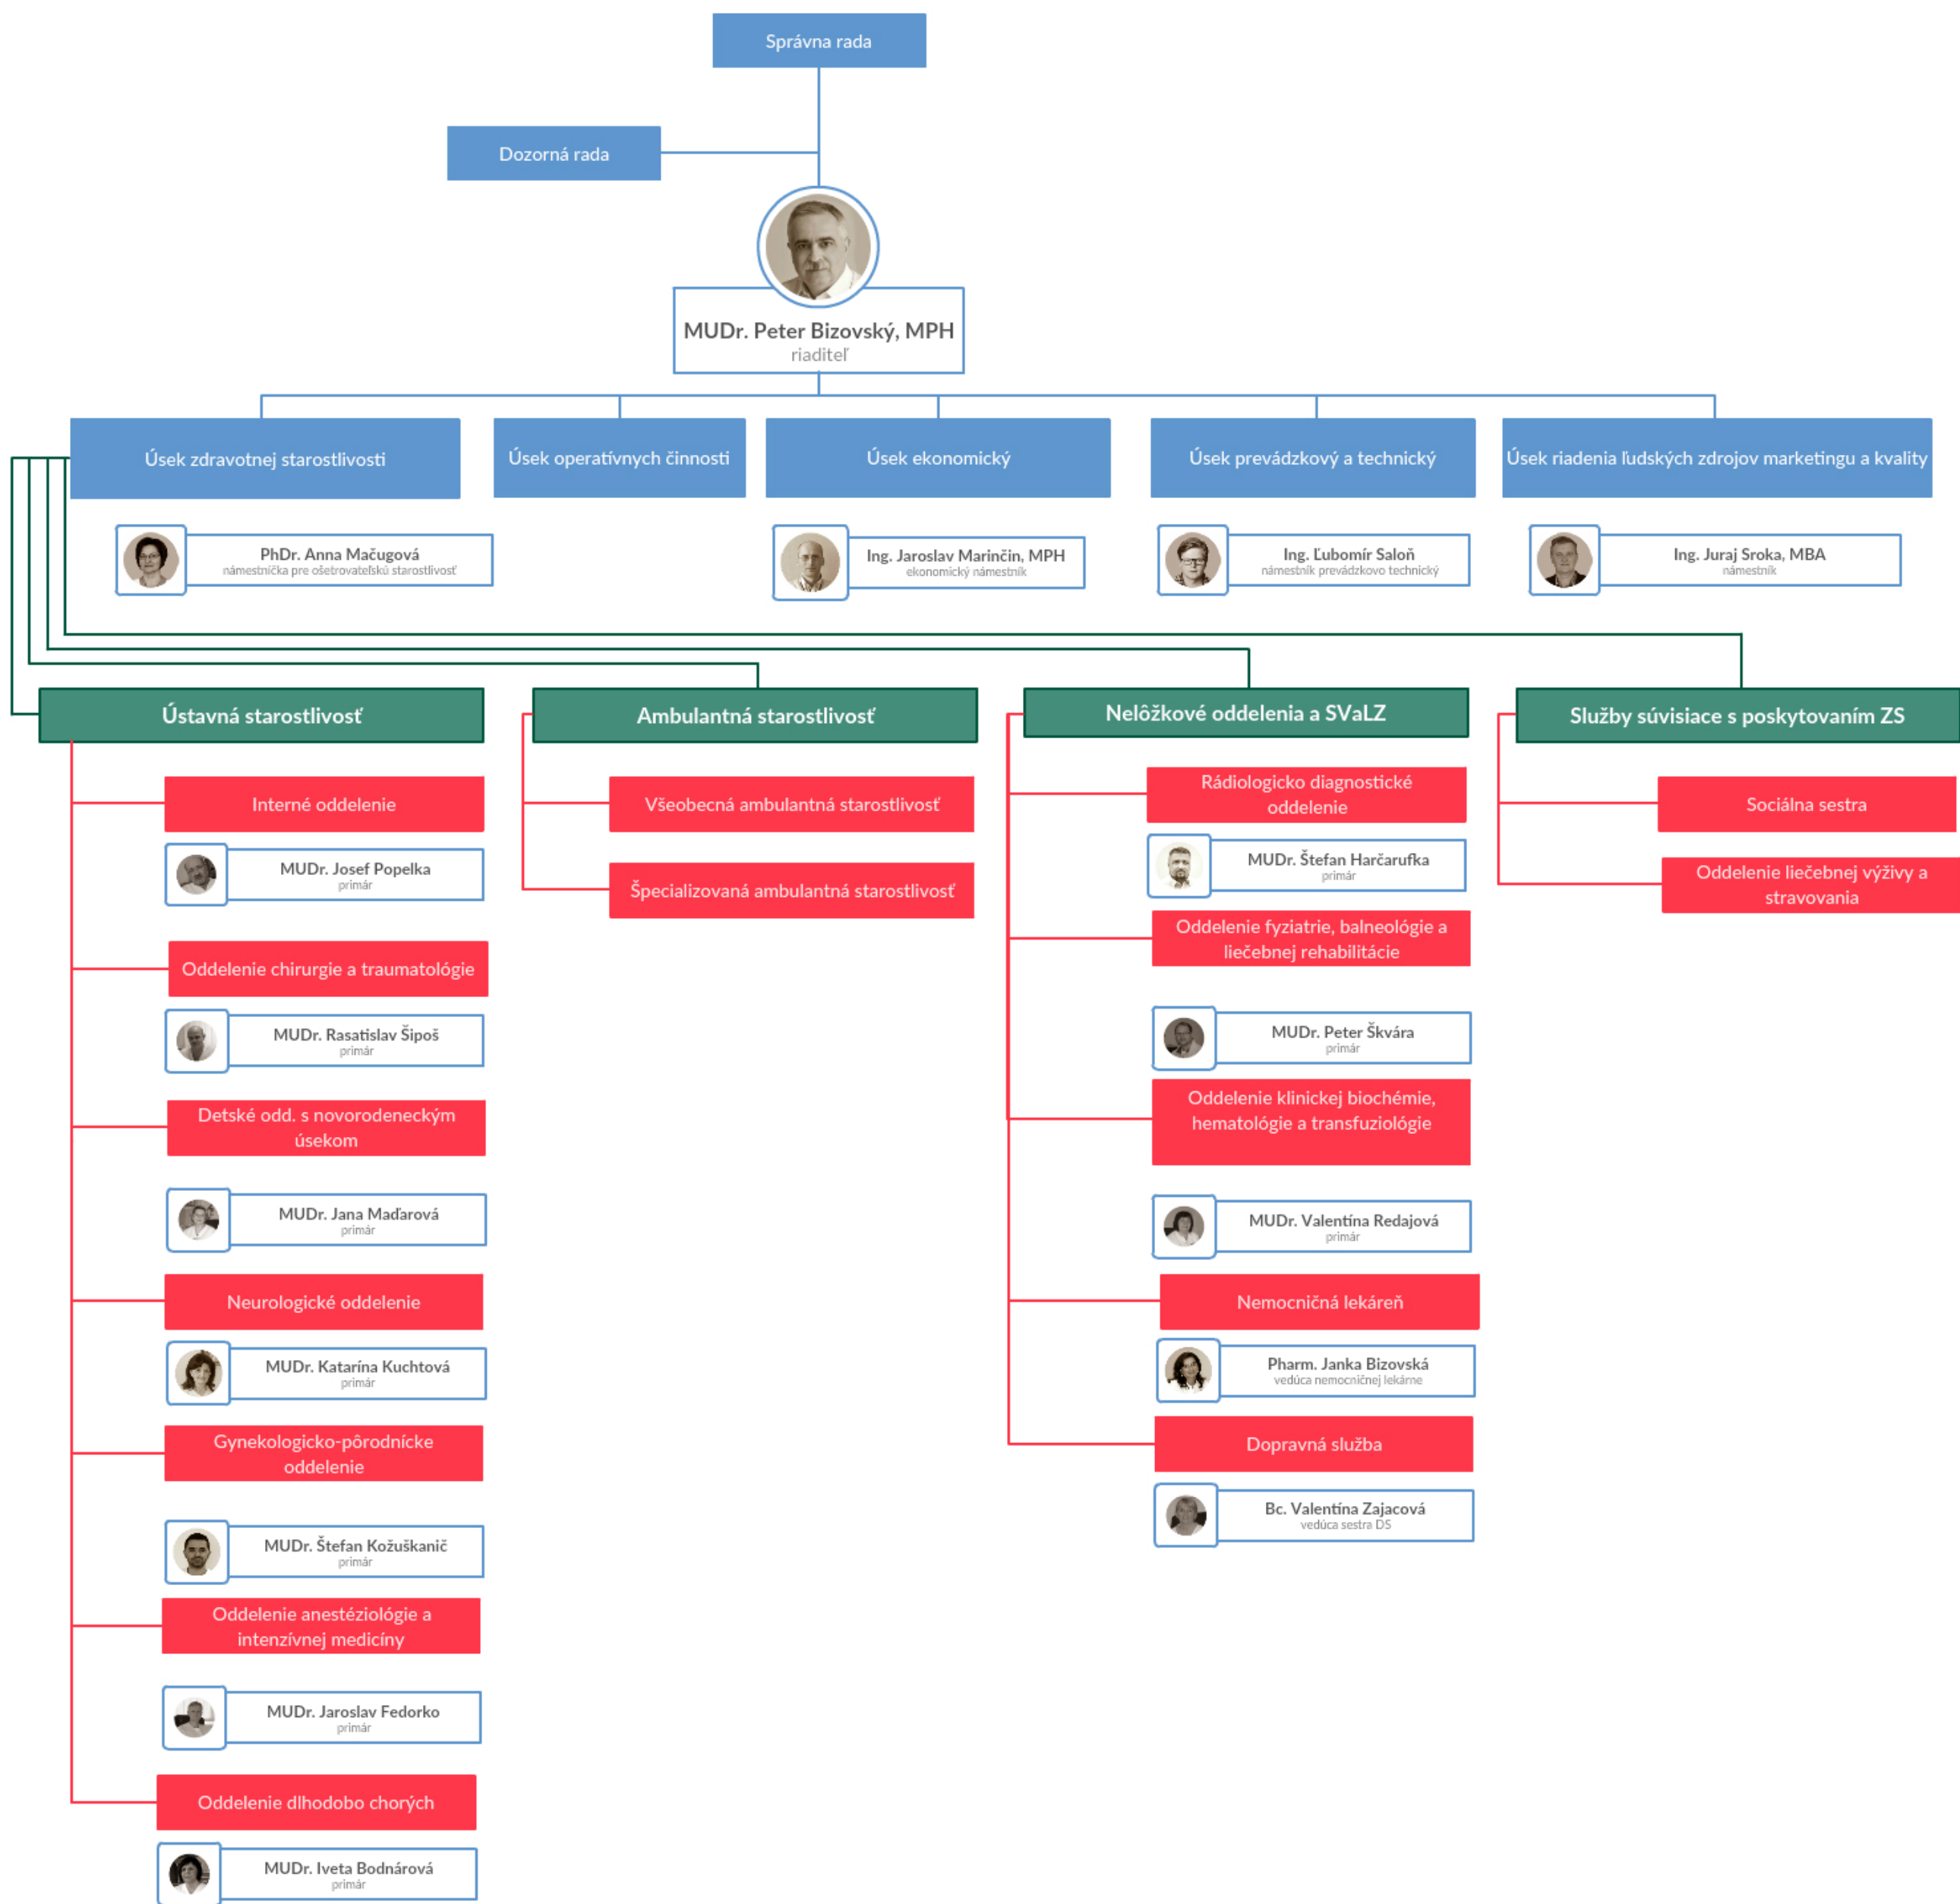 Správna rada
Dozorná rada
MUDr. Peter Bizovský, MPH
riaditeľ
Úsek zdravotnej starostlivosti
Úsek operatívnych činnosti
Úsek ekonomický
Úsek prevádzkový a technický
Úsek riadenia ľudských zdrojov marketingu a kvality
PhDr. Anna Mačugová
námestníčka pre ošetrovateľskú starostlivosť
Ing. Jaroslav Marinčin, MPH
ekonomický námestník
Ing. Ľubomír Saloň
námestník prevádzkovo technický
Ing. Juraj Sroka, MBA
námestník
Ústavná starostlivosť
Interné oddelenie
MUDr. Josef Popelka
primár
Oddelenie chirurgie a traumatológie
MUDr. Rasatislav Šipoš
primár
Detské odd. s novorodeneckým
úsekom
MUDr. Jana Maďarová
primár
Neurologické oddelenie
MUDr. Katarína Kuchtová
primár
Gynekologicko-pôrodnícke
oddelenie
MUDr. Štefan Kožuškanič
primár
Oddelenie anestéziológie a
intenzívnej medicíny
MUDr. Jaroslav Fedorko
primár
Oddelenie dlhodobo chorých
MUDr. Iveta Bodnárová
primár
Ambulantná starostlivosť
Všeobecná ambulantná starostlivosť
Špecializovaná ambulantná starostlivosť
Nelôžkové oddelenia a SVaLZ
Rádiologicko diagnostické
oddelenie
MUDr. Štefan Harčarufka
primár
Oddelenie fyziatrie, balneológie a
liečebnej rehabilitácie
MUDr. Peter Škvára
primár
Oddelenie klinickej biochémie,
hematológie a transfuziológie
MUDr. Valentína Redajová
primár
Nemocničná lekáreň
Pharm. Janka Bizovská
vedúca nemocničnej lekárne
Dopravná služba
Bc. Valentína Zajacová
vedúca sestra DS
Služby súvisiace s poskytovaním ZS
Sociálna sestra
Oddelenie liečebnej výživy a
stravovania